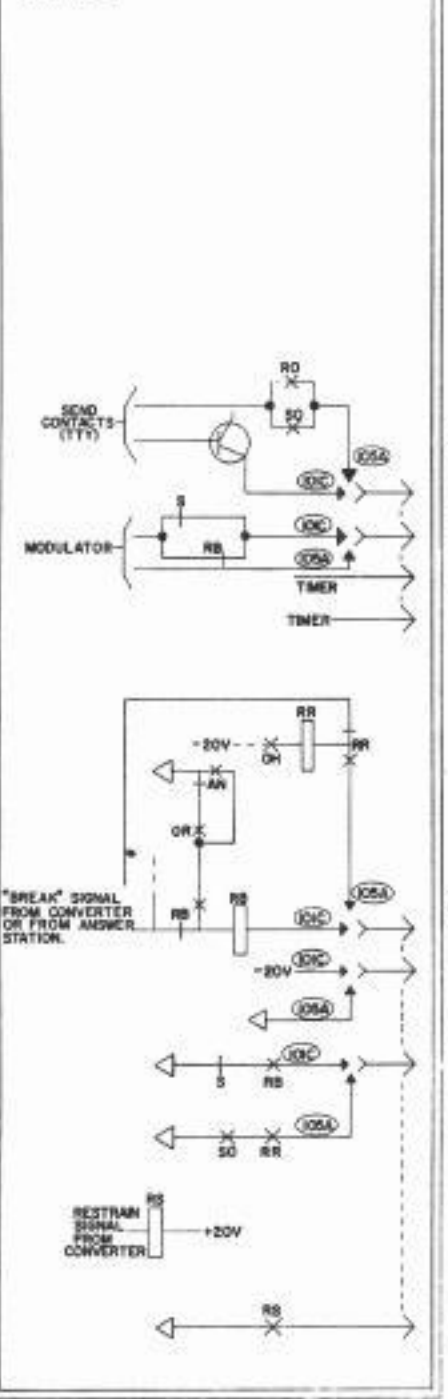 RO
SEND
CONTACTS
(TTY)
SO
105A
101C
S
101C
MODULATOR
RB
105A
TIMER
TIMER
RR
-20V
OH
RR
AN
OR
105A
"BREAK" SIGNAL
FROM CONVERTER
OR FROM ANSWER
STATION.
RB
RB
101C
-20V
101C
105A
101C
S
RB
105A
SO
RR
RS
RESTRAIN
SIGNAL
FROM
CONVERTER
+20V
RS